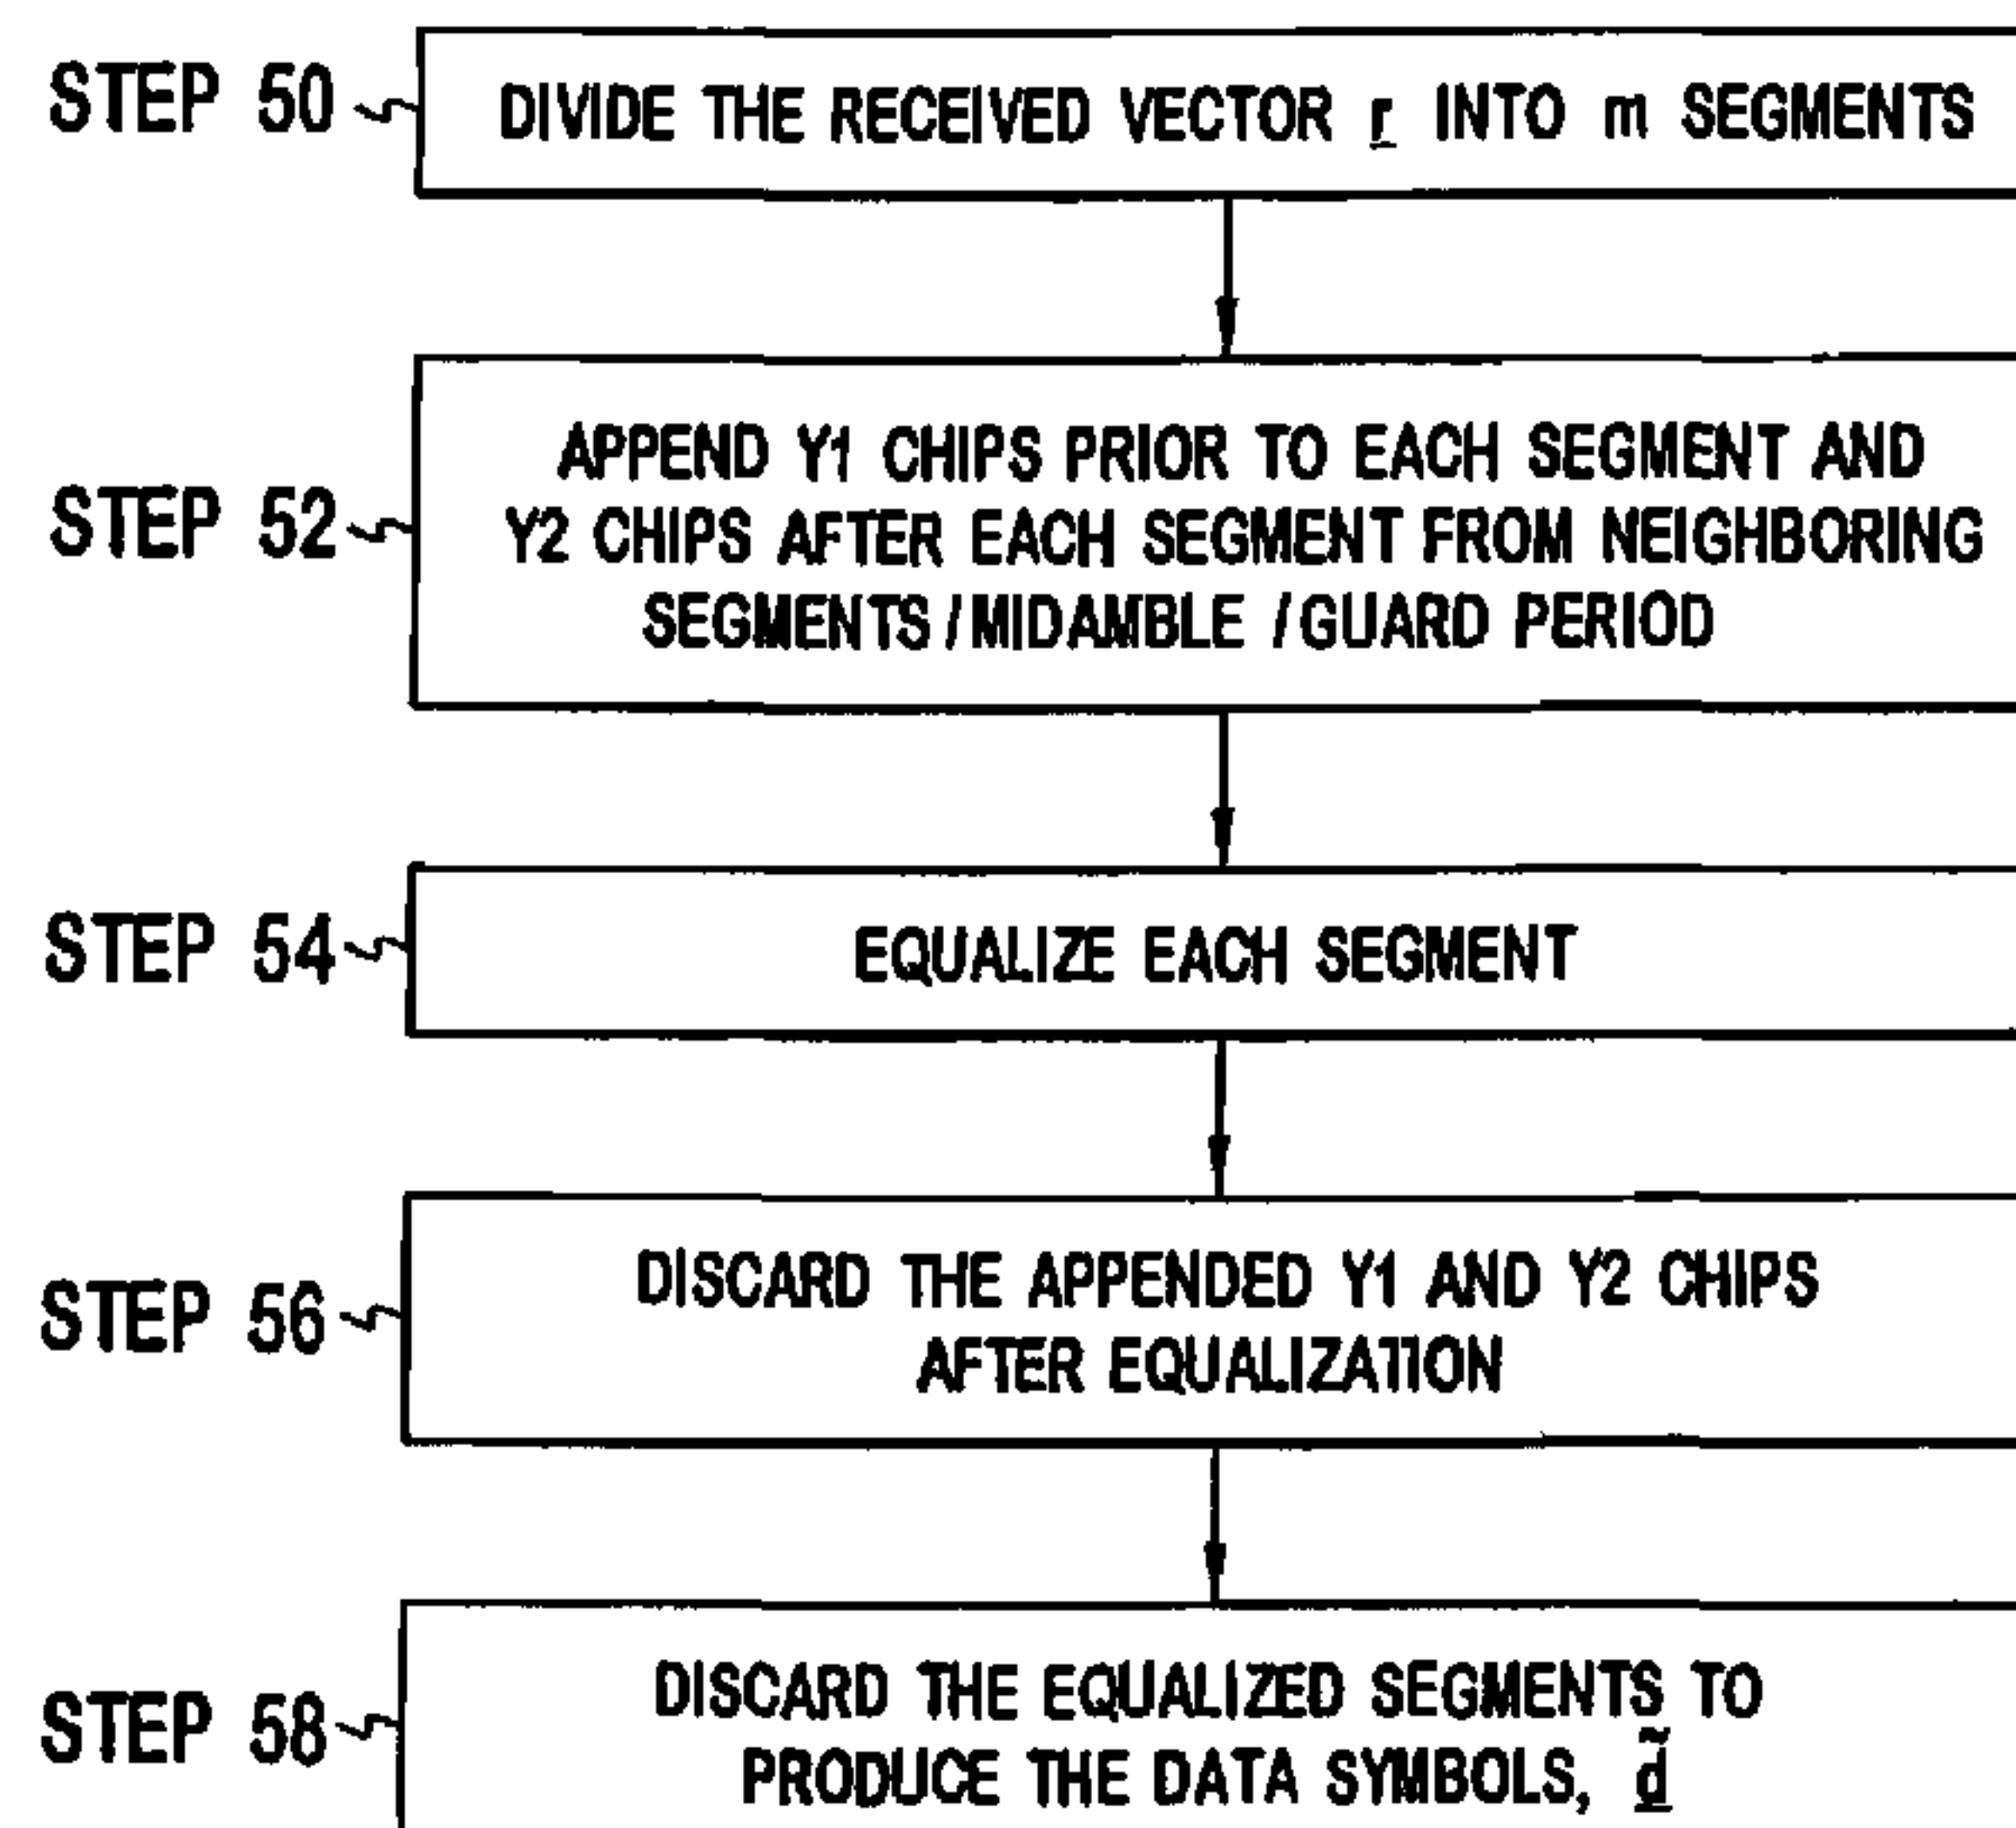 STEP 50 DIVIDE THE RECEIVED VECTOR r INTO m SEGMENTS
STEP 52
APPEND Y1 CHIPS PRIOR TO EACH SEGMENT AND
Y2 CHIPS AFTER EACH SEGMENT FROM NEIGHBORING
SEGMENTS / MIDAMBLE / GUARD PERIOD
STEP 54 EQUALIZE EACH SEGMENT
STEP 56
DISCARD THE APPENDED Y1 AND Y2 CHIPS
AFTER EQUALIZATION
STEP 58
DISCARD THE EQUALIZED SEGMENTS TO
PRODUCE THE DATA SYMBOLS, d̲̃